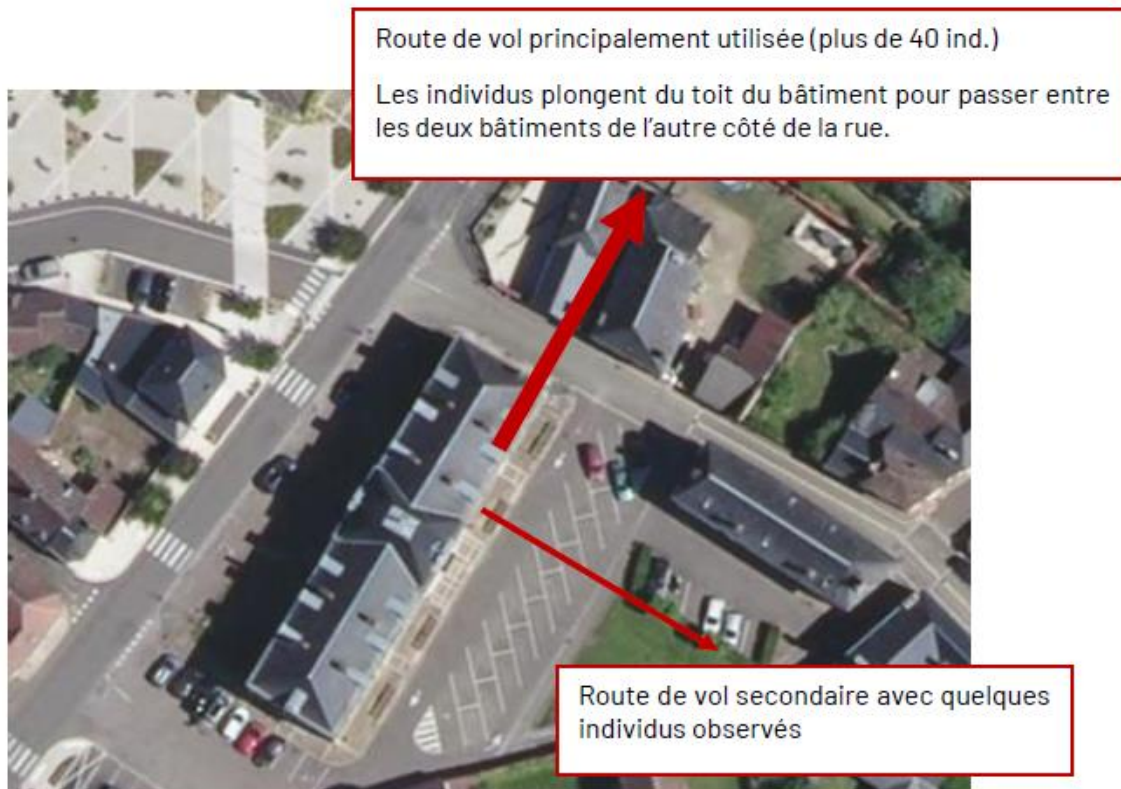 Route de vol principalement utilisée (plus de 40 ind.)
Les individus plongent du toit du bâtiment pour passer entre
les deux bâtiments de l’autre côté de la rue.
Route de vol secondaire avec quelques
individus observés